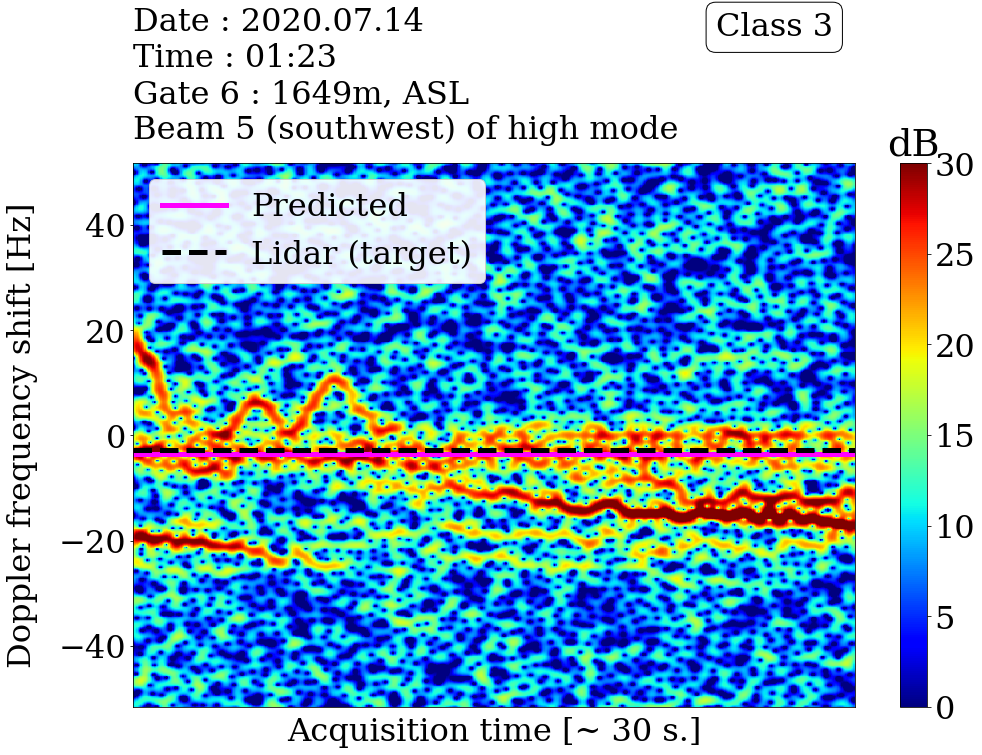 Date : 2020.07.14
Class 3
Time : 01:23
Gate 6 : 1649m, ASL
Beam 5 (southwest) of high mode
dB
Predicted
Lidar (target)
Doppler frequency shift [Hz]
40
20
0
−20
−40
30
25
20
15
10
5
0
Acquisition time [~ 30 s.]